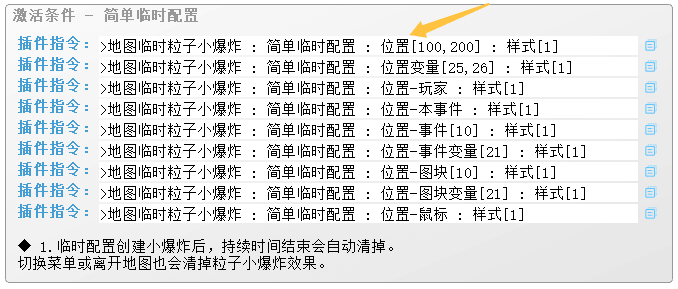 激活条件 - 简单临时配置
插件指令: >地图临时粒子小爆炸 : 简单临时配置 : 位置[100,200] : 样式[1]
插件指令: >地图临时粒子小爆炸 : 简单临时配置 : 位置变量[25,26] : 样式[1]
插件指令: >地图临时粒子小爆炸 : 简单临时配置 : 位置-玩家 : 样式[1]
插件指令: >地图临时粒子小爆炸 : 简单临时配置 : 位置-本事件 : 样式[1]
插件指令: >地图临时粒子小爆炸 : 简单临时配置 : 位置-事件[10] : 样式[1]
插件指令: >地图临时粒子小爆炸 : 简单临时配置 : 位置-事件变量[21] : 样式[1]
插件指令: >地图临时粒子小爆炸 : 简单临时配置 : 位置-图块[10] : 样式[1]
插件指令: >地图临时粒子小爆炸 : 简单临时配置 : 位置-图块变量[21] : 样式[1]
插件指令: >地图临时粒子小爆炸 : 简单临时配置 : 位置-鼠标 : 样式[1]
◆ 1.临时配置创建小爆炸后，持续时间结束会自动清掉。
切换菜单或离开地图也会清掉粒子小爆炸效果。